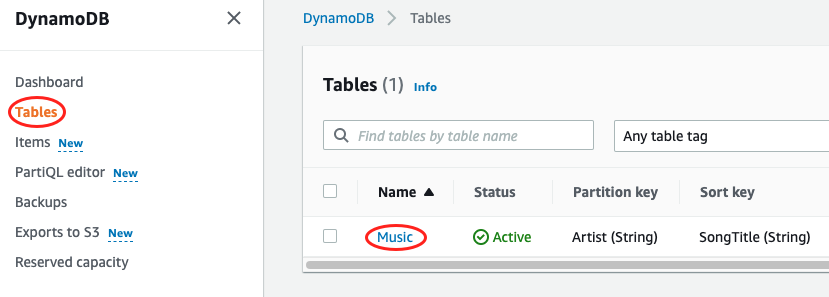 DynamoDB
Dashboard
Tables
Items New
PartiQL editor New
Backups
Exports to S3 New
Reserved capacity
DynamoDB > Tables
Tables (1) Info
Find tables by table name
Any table tag
Name Status Partition key Sort key
Music Active Artist (String) SongTitle (String)